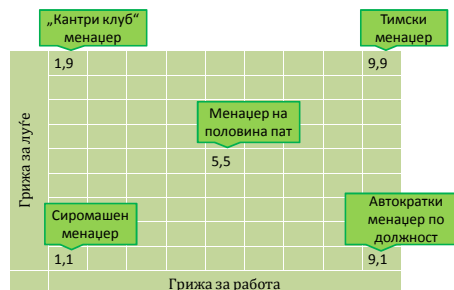 „Кантри клуб“
менаџер
Тимски
менаџер
1,9
9,9
Менаџер на
половина пат
5,5
Грижа за луѓе
Сиромашен
менаџер
Автократки
менаџер по
должност
1,1
9,1
Грижа за работа